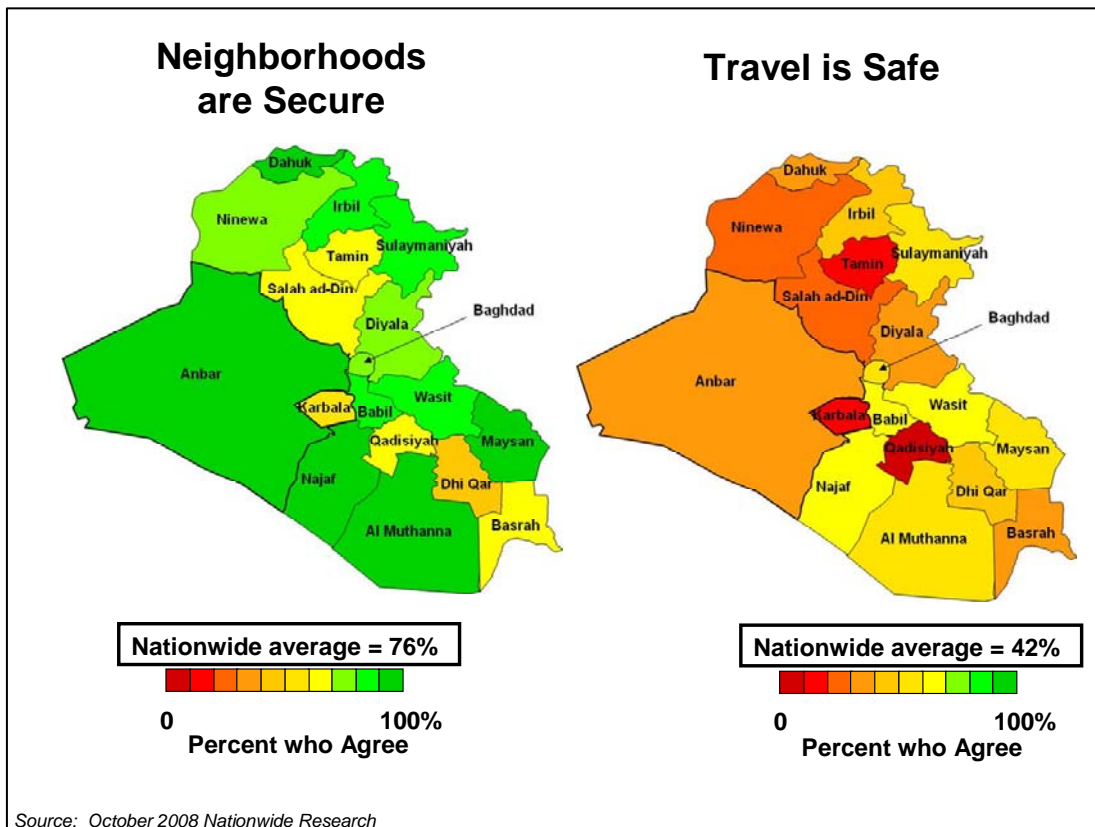 Neighborhoods
are Secure
Dahuk
Ninewa
Irbil
Sulaymaniyah
Tamin
Salah ad-Din
Diyala
Baghdad
Anbar
Karbala
Babil
Wasit
Qadisiyah
Maysan
Najaf
Dhi Qar
Al Muthanna
Basrah
Nationwide average = 76%
0 100%
Percent who Agree
Travel is Safe
Dahuk
Ninewa
Irbil
Sulaymaniyah
Tamin
Salah ad-Din
Diyala
Baghdad
Anbar
Karbala
Babil
Wasit
Qadisiyah
Maysan
Najaf
Dhi Qar
Al Muthanna
Basrah
Nationwide average = 42%
0 100%
Percent who Agree
Source: October 2008 Nationwide Research